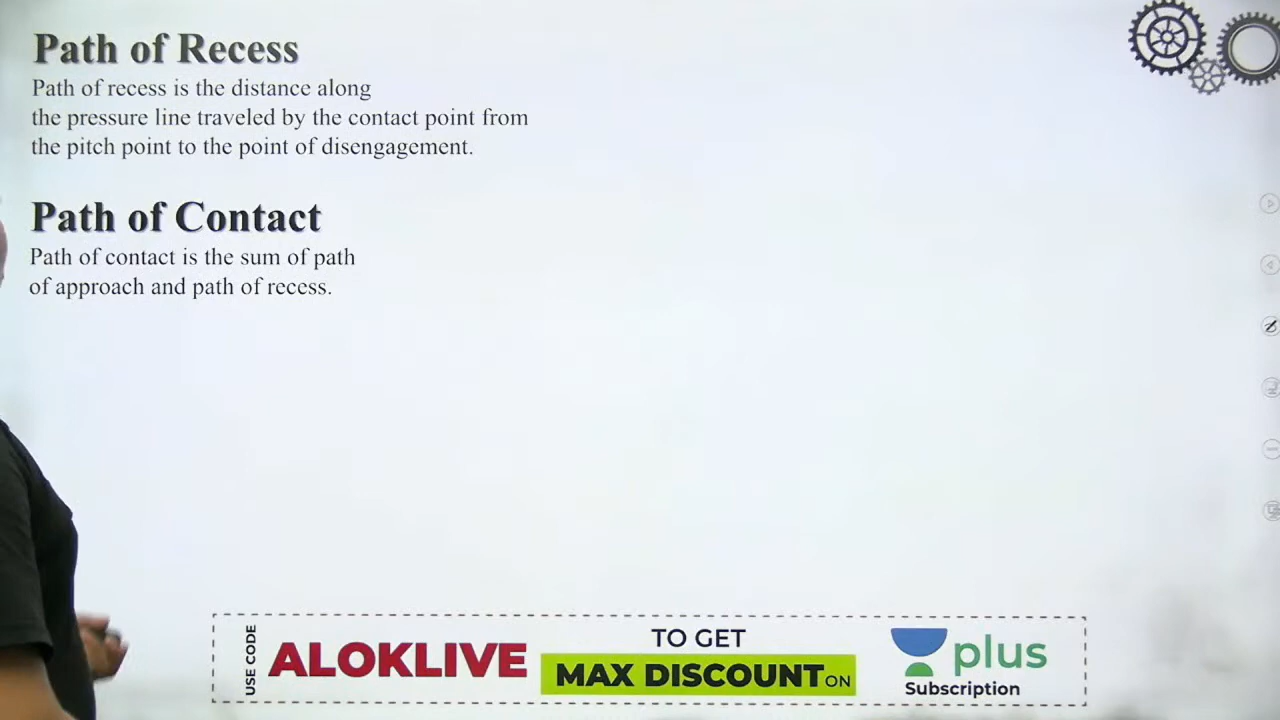 Path of Recess
Path of recess is the distance along
the pressure line traveled by the contact point from
the pitch point to the point of disengagement.
Path of Contact
Path of contact is the sum of path
of approach and path of recess.
USE CODE
ALOKLIVE
TO GET
MAX DISCOUNT ON
plus
Subscription